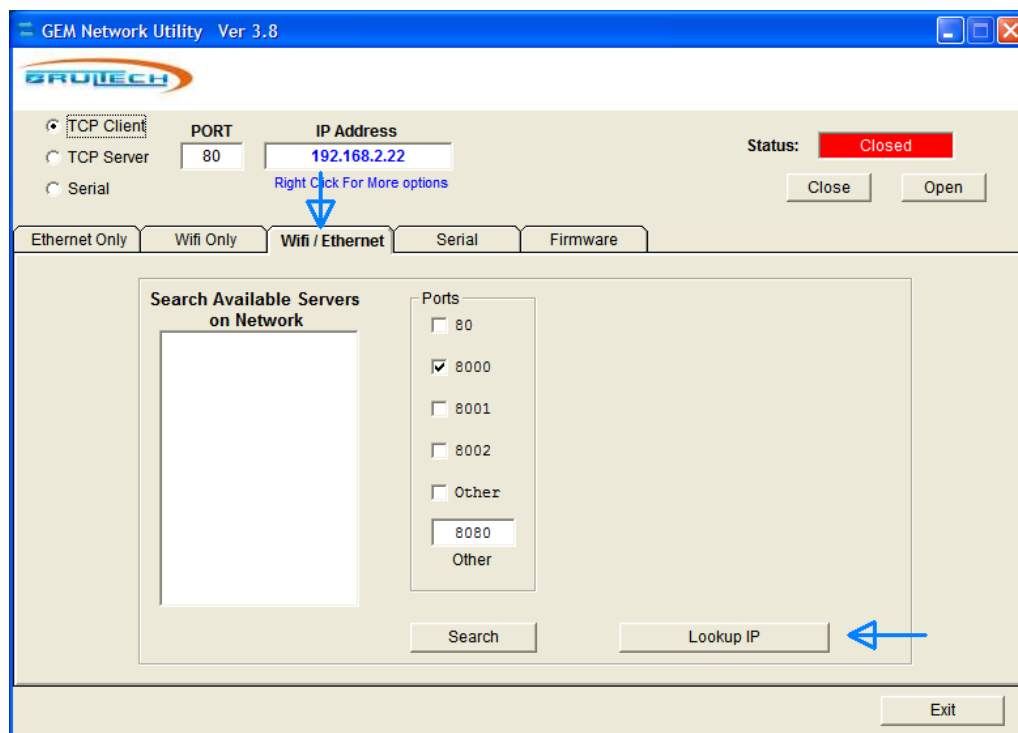 GEM Network Utility Ver 3.8
BRULTECH
TCP Client
TCP Server
Serial
PORT
80
IP Address
192.168.2.22
Right Click For More options
Status:
Closed
Close
Open
Ethernet Only
Wifi Only
Wifi / Ethernet
Serial
Firmware
Search Available Servers
on Network
Ports
80
8000
8001
8002
Other
8080
Other
Search
Lookup IP
Exit